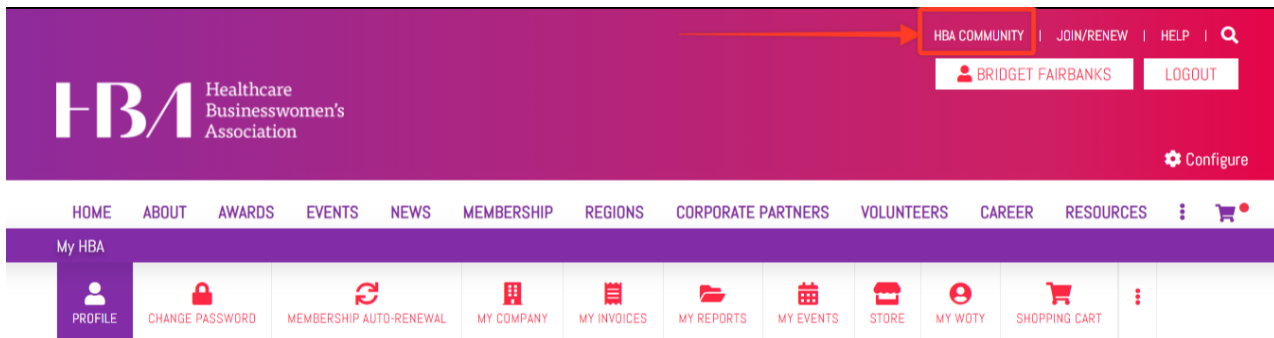 HBA COMMUNITY | JOIN/RENEW | HELP |
BRIDGET FAIRBANKS LOGOUT
HBA Healthcare
Businesswomen's
Association
Configure
HOME ABOUT AWARDS EVENTS NEWS MEMBERSHIP REGIONS CORPORATE PARTNERS VOLUNTEERS CAREER RESOURCES
My HBA
PROFILE CHANGE PASSWORD MEMBERSHIP AUTO-RENEWAL MY COMPANY MY INVOICES MY REPORTS MY EVENTS STORE MY WOTY SHOPPING CART